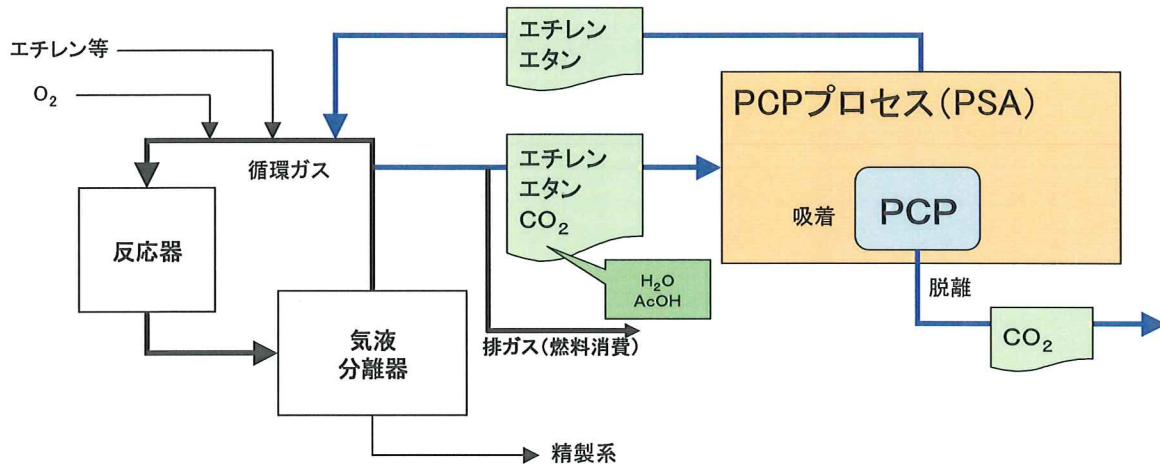 エチレン等
O₂
循環ガス
反応器
気液
分離器
精製系
エチレン
エタン
エチレン
エタン
CO₂
H₂O
AcOH
排ガス(燃料消費)
PCPプロセス(PSA)
吸着
PCP
脱離
CO₂